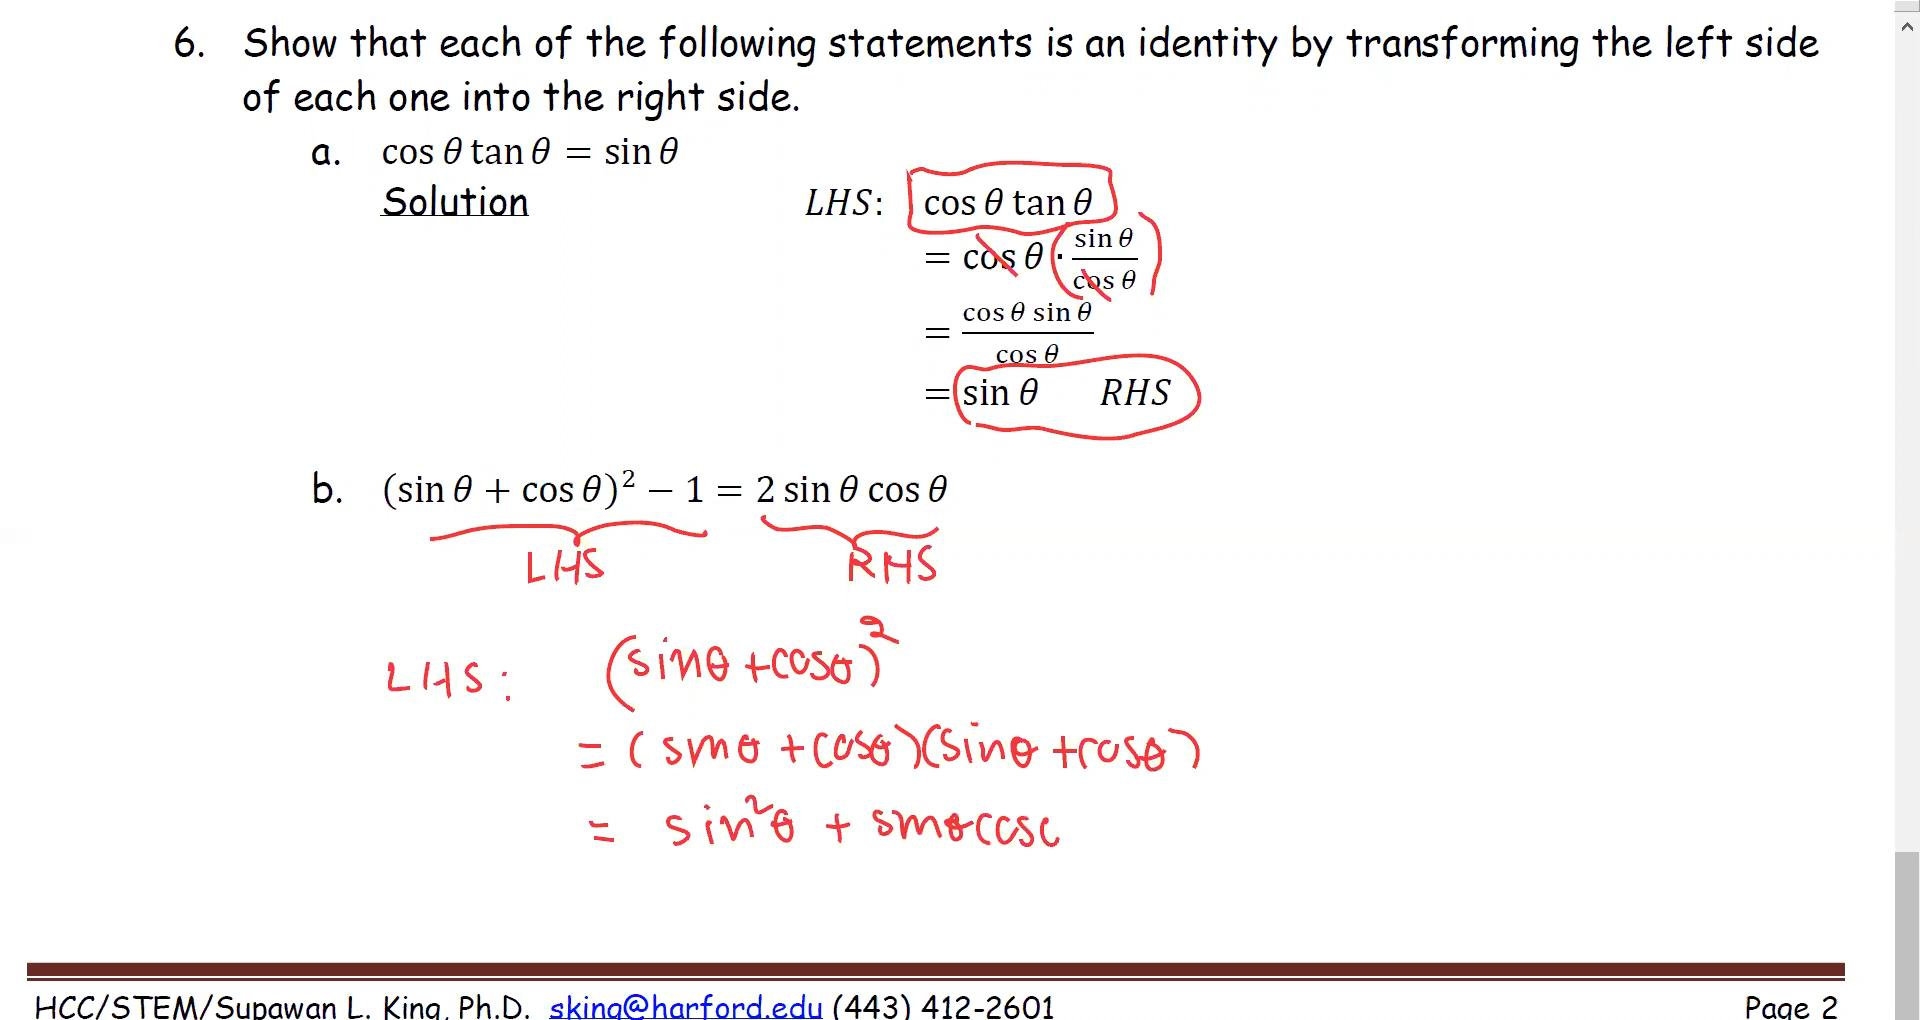 6. Show that each of the following statements is an identity by transforming the left side
of each one into the right side.
a. cos θ tan θ = sin θ
Solution LHS: cos θ tan θ
= cos θ · sin θ / cos θ
= cos θ sin θ / cos θ
= sin θ RHS
b. (sin θ + cos θ)² − 1 = 2 sin θ cos θ
LHS RHS
LHS: (sinθ + cosθ)²
= (sinθ + cosθ)(sinθ + cosθ)
= sin²θ + sinθ cos
HCC/STEM/Supawan L. King, Ph.D. sking@harford.edu (443) 412-2601 Page 2